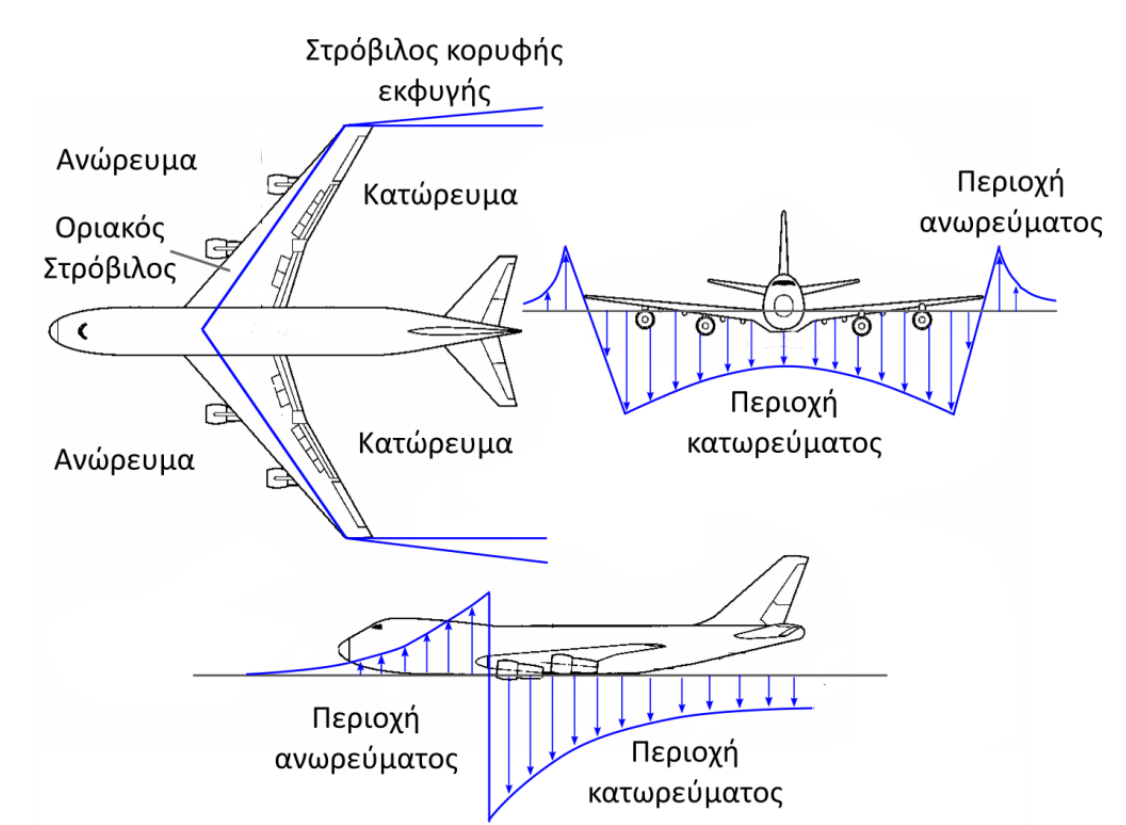 Στρόβιλος κορυφής
εκφυγής
Ανώρευμα
Κατώρευμα
Οριακός
Στρόβιλος
Ανώρευμα
Κατώρευμα
Περιοχή
ανωρεύματος
Περιοχή
κατωρεύματος
Περιοχή
ανωρεύματος
Περιοχή
κατωρεύματος